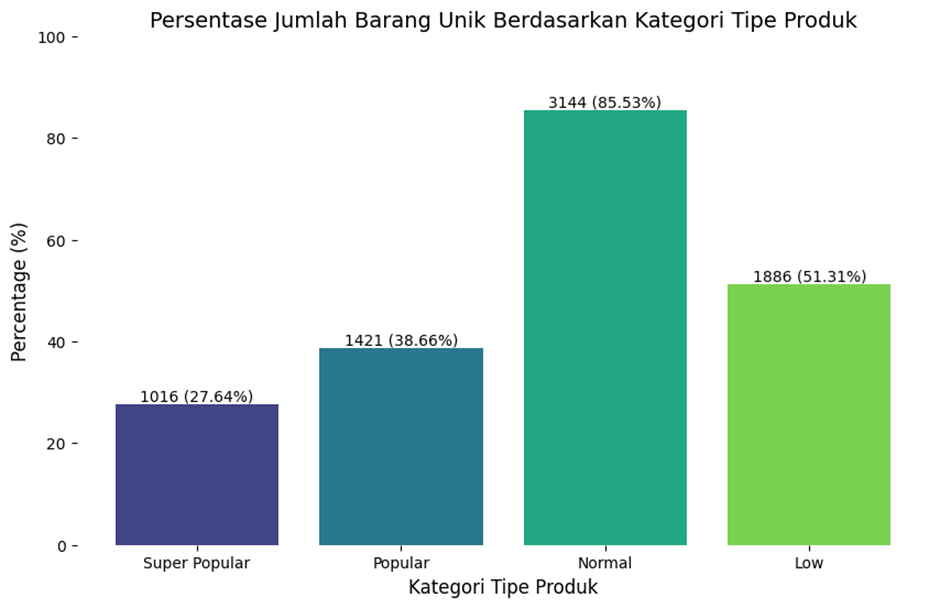 Persentase Jumlah Barang Unik Berdasarkan Kategori Tipe Produk
Percentage (%)
100
80
60
40
20
0
1016 (27.64%)
1421 (38.66%)
3144 (85.53%)
1886 (51.31%)
Super Popular
Popular
Normal
Low
Kategori Tipe Produk